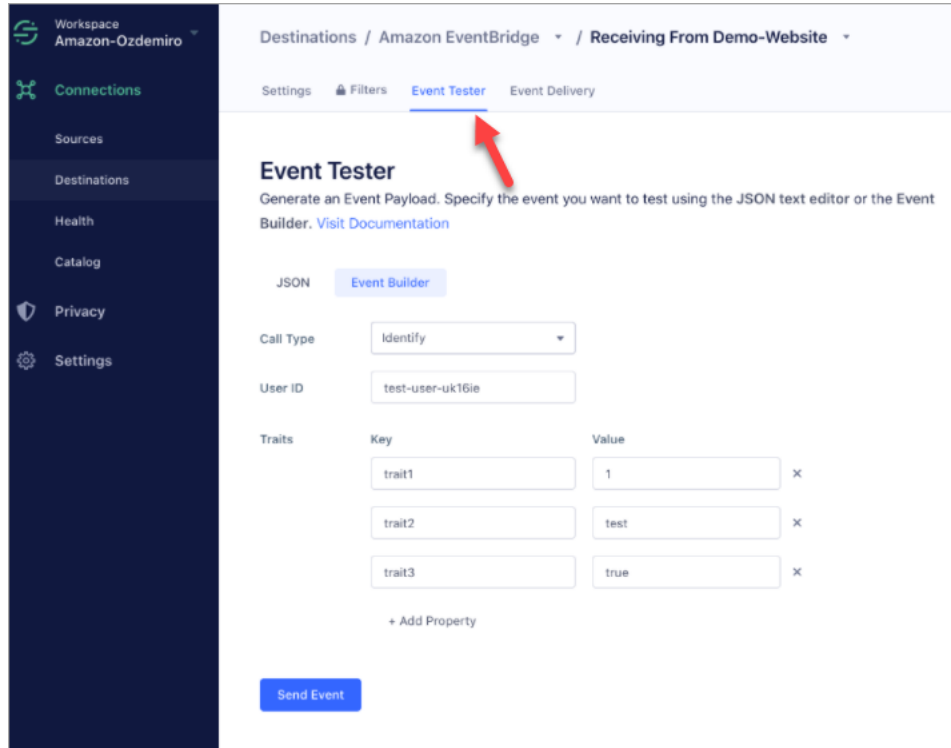 Workspace
Amazon-Ozdemiro
Connections
Sources
Destinations
Health
Catalog
Privacy
Settings
Destinations / Amazon EventBridge / Receiving From Demo-Website
Settings Filters Event Tester Event Delivery
Event Tester
Generate an Event Payload. Specify the event you want to test using the JSON text editor or the Event
Builder. Visit Documentation
JSON Event Builder
Call Type Identify
User ID test-user-uk16ie
Traits Key Value
trait1 1 ×
trait2 test ×
trait3 true ×
+ Add Property
Send Event